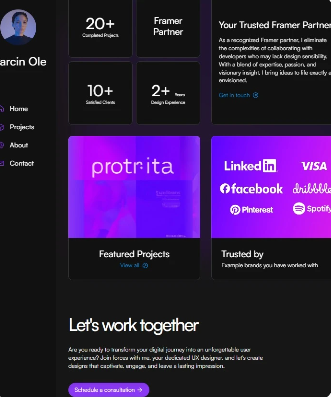 arcin Ole
Home
Projects
About
Contact
20+
Completed Projects
Framer
Partner
10+
Satisfied Clients
2+ Years
Design Experience
Your Trusted Framer Partner
As a recognized Framer partner, I eliminate
the complexities of collaborating with
developers who may lack design sensibility.
With a blend of expertise, passion, and
visionary insight, I bring ideas to life exactly a
envisioned.
Get in touch
protrita
Featured Projects
View all
LinkedIn
VISA
facebook
dribbble
Pinterest
Spotify
Trusted by
Example brands you have worked with
Let's work together
Are you ready to transform your digital journey into an unforgettable user
experience? Join forces with me, your dedicated UX designer, and let's create
designs that captivate, engage, and leave a lasting impression.
Schedule a consultation →